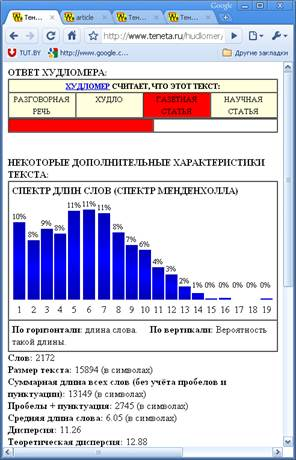 Google
Тен...
article
Тен...
Тен...
www.teneta.ru/hudlomer
TUT.BY
http://www.google.c...
Другие закладки
ОТВЕТ ХУДЛОМЕРА:
ХУДЛОМЕР СЧИТАЕТ, ЧТО ЭТОТ ТЕКСТ:
РАЗГОВОРНАЯ РЕЧЬ
ХУДЛО
ГАЗЕТНАЯ СТАТЬЯ
НАУЧНАЯ СТАТЬЯ
НЕКОТОРЫЕ ДОПОЛНИТЕЛЬНЫЕ ХАРАКТЕРИСТИКИ
ТЕКСТА:
СПЕКТР ДЛИН СЛОВ (СПЕКТР МЕНДЕНХОЛЛА)
10% 8% 9% 8% 11% 11% 11% 10% 8% 7% 6% 4% 3% 2% 1% 0% 0% 0% 0% 0%
1 2 3 4 5 6 7 8 9 10 11 12 13 14 15 16 17 18 19
По горизонтали: длина слова. По вертикали: Вероятность
такой длины.
Слов: 2172
Размер текста: 15894 (в символах)
Суммарная длина всех слов (без учёта пробелов и
пунктуации): 13149 (в символах)
Пробелы + пунктуация: 2745 (в символах)
Средняя длина слова: 6.05 (в символах)
Дисперсия: 11.26
Теоретическая дисперсия: 12.88